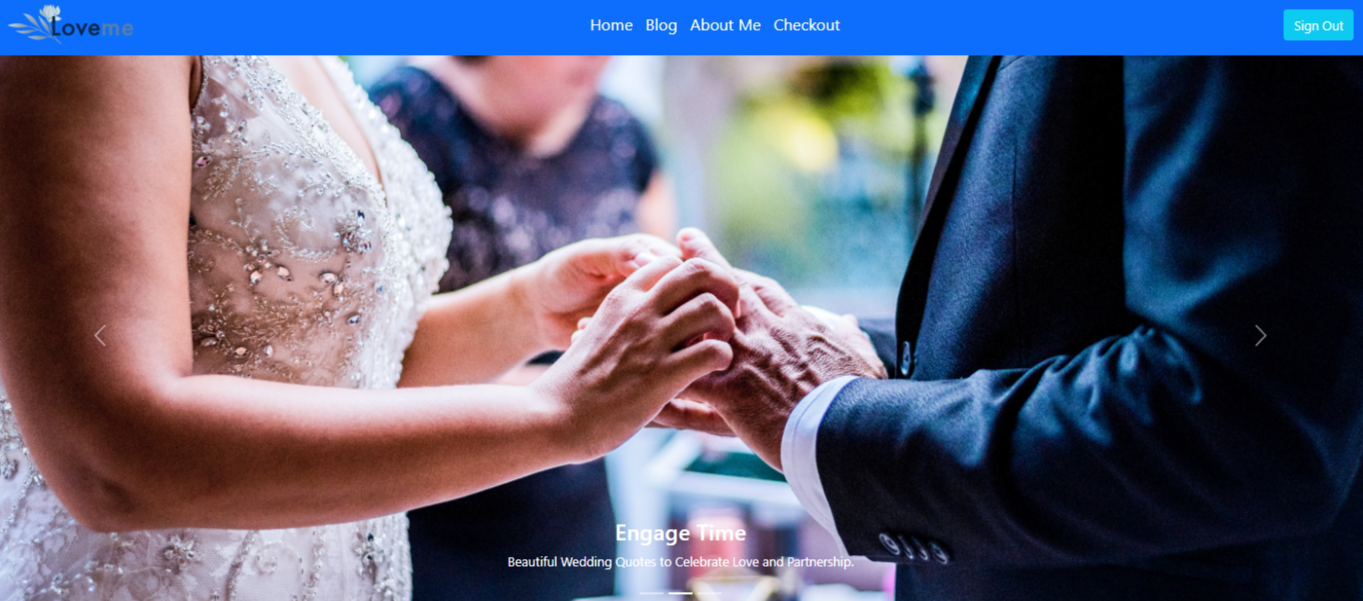 Loveme
Home Blog About Me Checkout
Sign Out
Engage Time
Beautiful Wedding Quotes to Celebrate Love and Partnership.